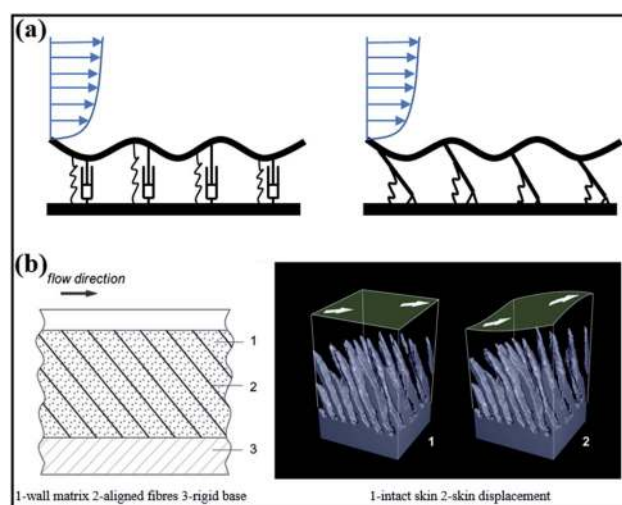 (a)
(b)
flow direction
1
2
3
1
2
1-wall matrix 2-aligned fibres 3-rigid base
1-intact skin 2-skin displacement